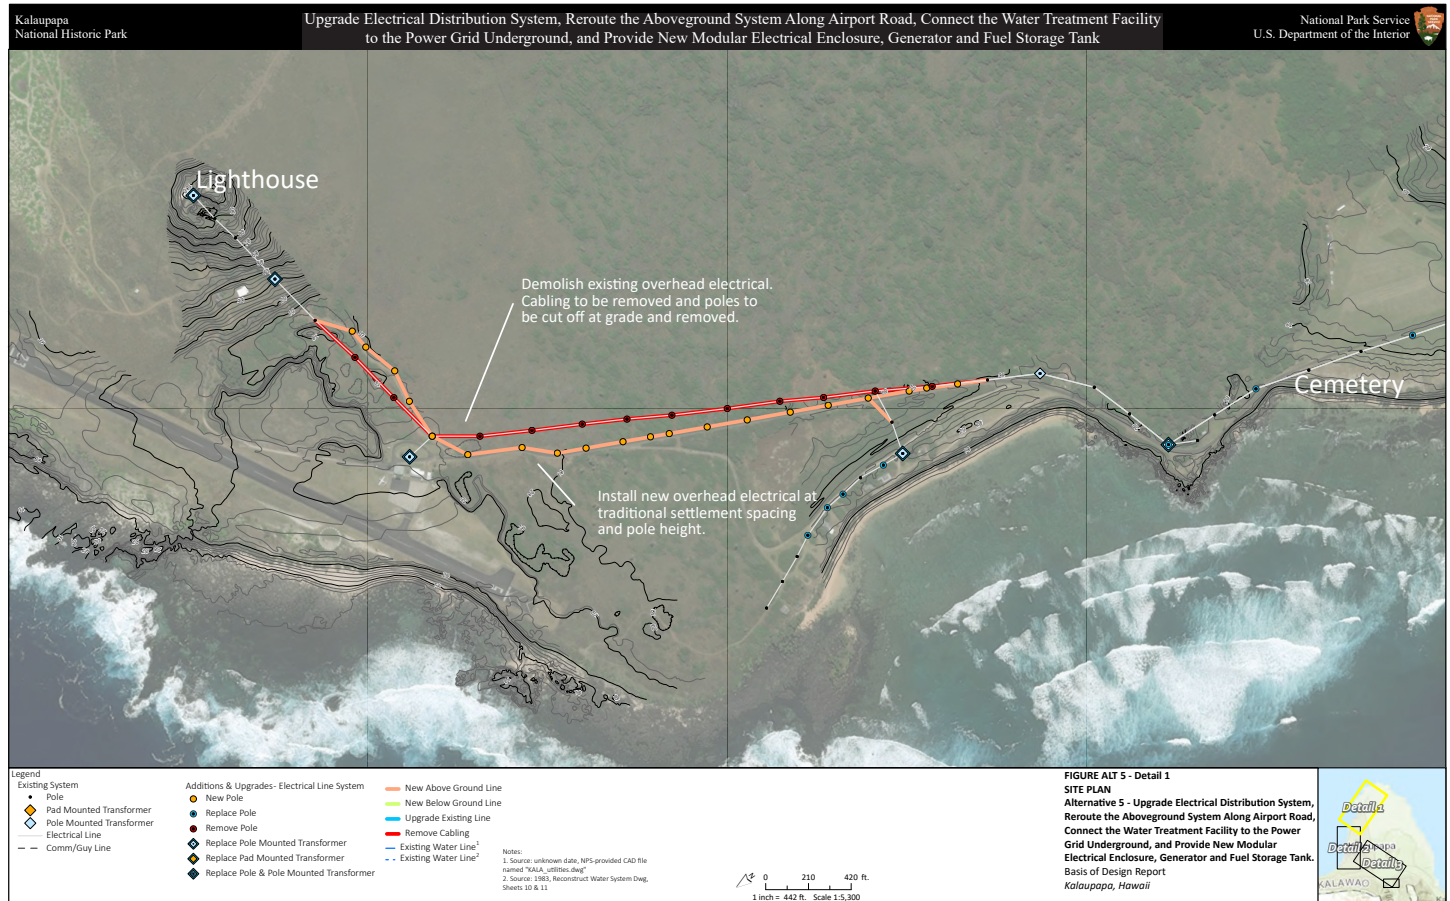 Kalaupapa
National Historic Park
Upgrade Electrical Distribution System, Reroute the Aboveground System Along Airport Road, Connect the Water Treatment Facility
to the Power Grid Underground, and Provide New Modular Electrical Enclosure, Generator and Fuel Storage Tank
National Park Service
U.S. Department of the Interior
Lighthouse
Demolish existing overhead electrical.
Cabling to be removed and poles to
be cut off at grade and removed.
Cemetery
Install new overhead electrical at
traditional settlement spacing
and pole height.
Legend
Existing System
Pole
Pad Mounted Transformer
Pole Mounted Transformer
Electrical Line
Comm/Guy Line
Additions & Upgrades- Electrical Line System
New Pole
Replace Pole
Remove Pole
Replace Pole Mounted Transformer
Replace Pad Mounted Transformer
Replace Pole & Pole Mounted Transformer
New Above Ground Line
New Below Ground Line
Upgrade Existing Line
Remove Cabling
Existing Water Line1
Existing Water Line2
Notes:
1. Source: unknown date, NPS-provided CAD file
named "KALA_utilities.dwg"
2. Source: 1983, Reconstruct Water System Dwg,
Sheets 10 & 11
Z
0 210 420 ft.
1 inch = 442 ft. Scale 1:5,300
FIGURE ALT 5 - Detail 1
SITE PLAN
Alternative 5 - Upgrade Electrical Distribution System,
Reroute the Aboveground System Along Airport Road,
Connect the Water Treatment Facility to the Power
Grid Underground, and Provide New Modular
Electrical Enclosure, Generator and Fuel Storage Tank.
Basis of Design Report
Kalaupapa, Hawaii
Detail 1
Detail 2
Detail 3
KALAWAO